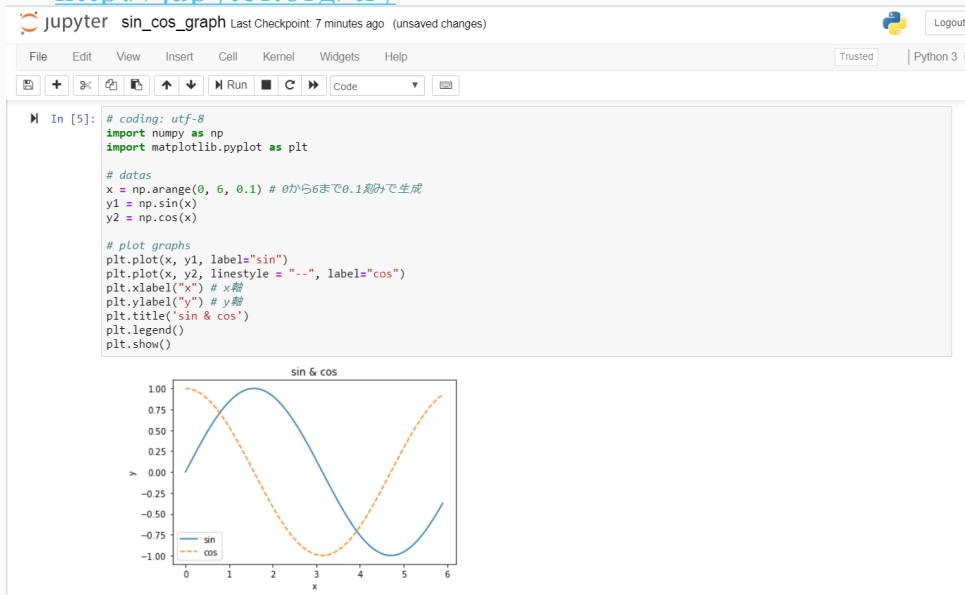 jupyter sin_cos_graph Last Checkpoint: 7 minutes ago (unsaved changes)
Logout
File Edit View Insert Cell Kernel Widgets Help
Trusted
Python 3
Run
Code
In [5]:
# coding: utf-8
import numpy as np
import matplotlib.pyplot as plt
# datas
x = np.arange(0, 6, 0.1) # 0から6まで0.1刻みで生成
y1 = np.sin(x)
y2 = np.cos(x)
# plot graphs
plt.plot(x, y1, label="sin")
plt.plot(x, y2, linestyle = "--", label="cos")
plt.xlabel("x") # x軸
plt.ylabel("y") # y軸
plt.title('sin & cos')
plt.legend()
plt.show()
sin & cos
1.00
0.75
0.50
0.25
0.00
−0.25
−0.50
−0.75
−1.00
y
sin
cos
0 1 2 3 4 5 6
x